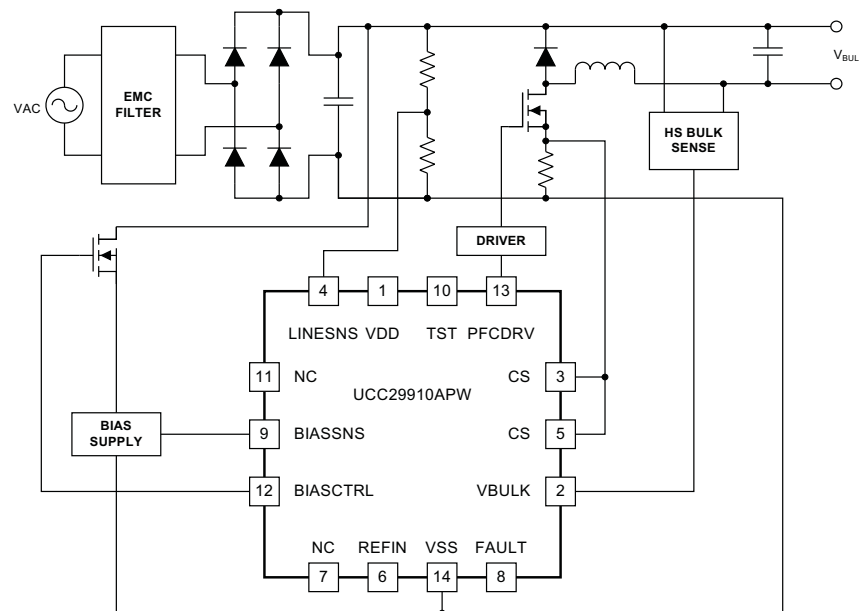 EMC
FILTER
VAC
V BUL
HS BULK
SENSE
DRIVER
4
1
10
13
LINESNS
VDD
TST
PFCDRV
11
NC
CS
3
UCC29910APW
BIAS
SUPPLY
9
BIASSNS
CS
5
12
BIASCTRL
VBULK
2
NC
REFIN
VSS
FAULT
7
6
14
8